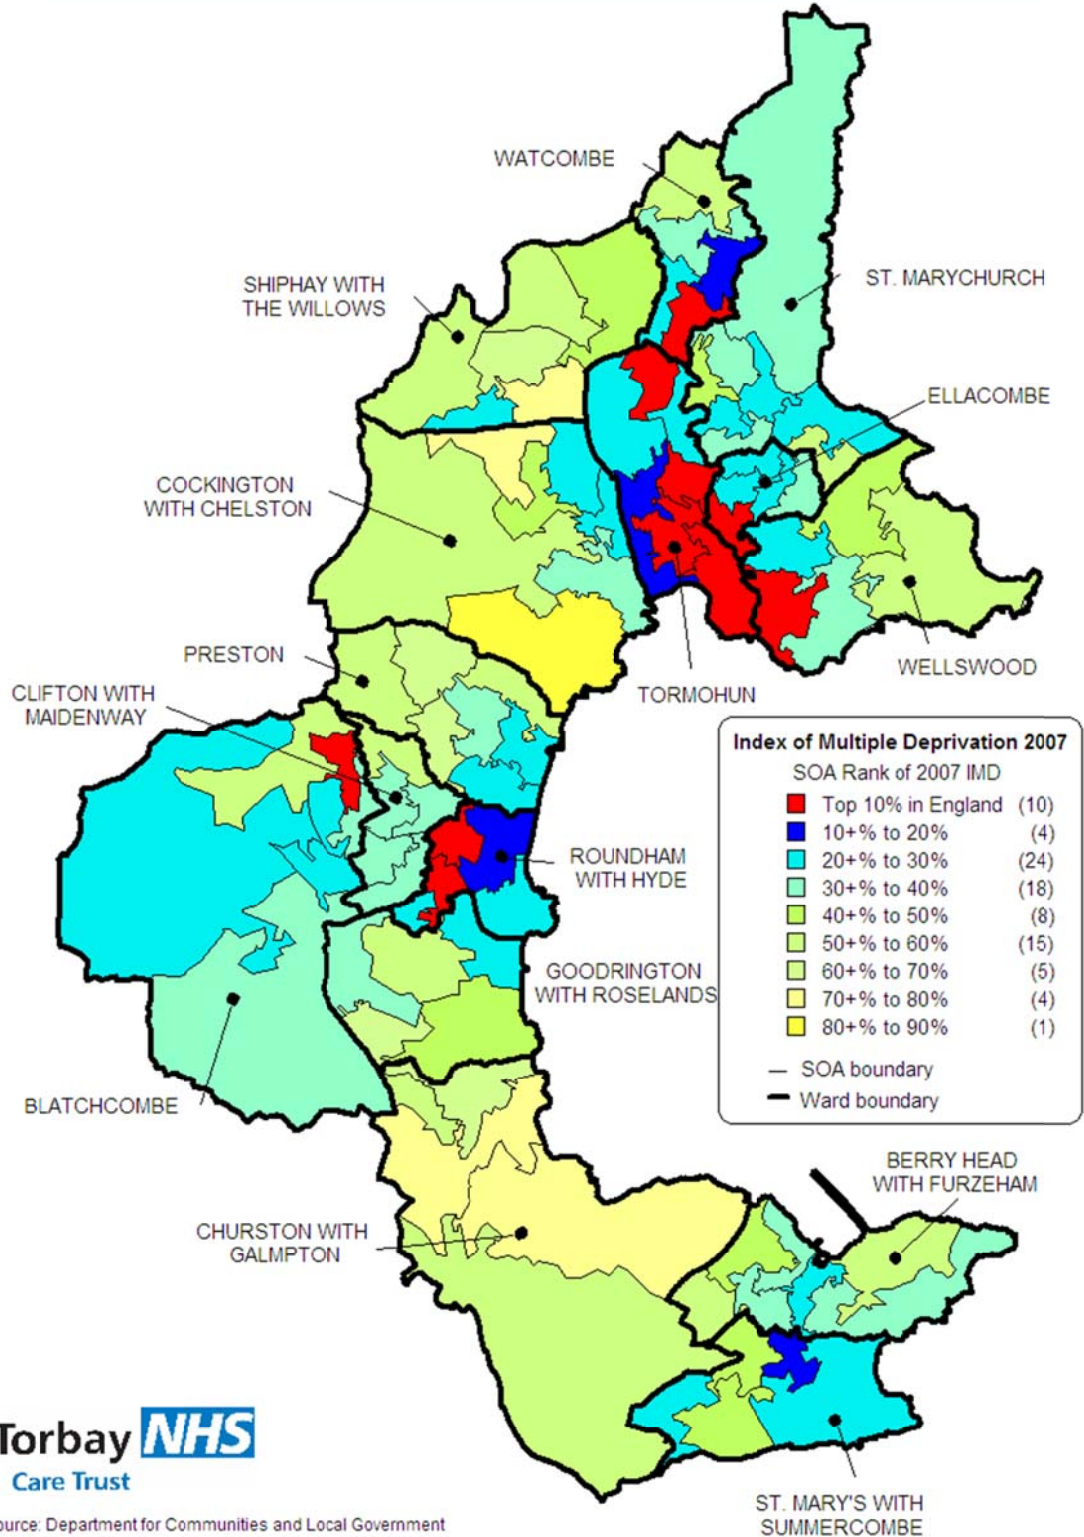 WATCOMBE
SHIPHAY WITH
THE WILLOWS
ST. MARYCHURCH
ELLACOMBE
COCKINGTON
WITH CHELSTON
PRESTON
WELLSWOOD
CLIFTON WITH
MAIDENWAY
TORMOHUN
Index of Multiple Deprivation 2007
SOA Rank of 2007 IMD
Top 10% in England (10)
10+% to 20% (4)
20+% to 30% (24)
30+% to 40% (18)
40+% to 50% (8)
50+% to 60% (15)
60+% to 70% (5)
70+% to 80% (4)
80+% to 90% (1)
SOA boundary
Ward boundary
ROUNDHAM
WITH HYDE
GOODRINGTON
WITH ROSELANDS
BLATCHCOMBE
BERRY HEAD
WITH FURZEHAM
CHURSTON WITH
GALMPTON
Torbay NHS
Care Trust
ST. MARY'S WITH
SUMMERCOMBE
ource: Department for Communities and Local Government